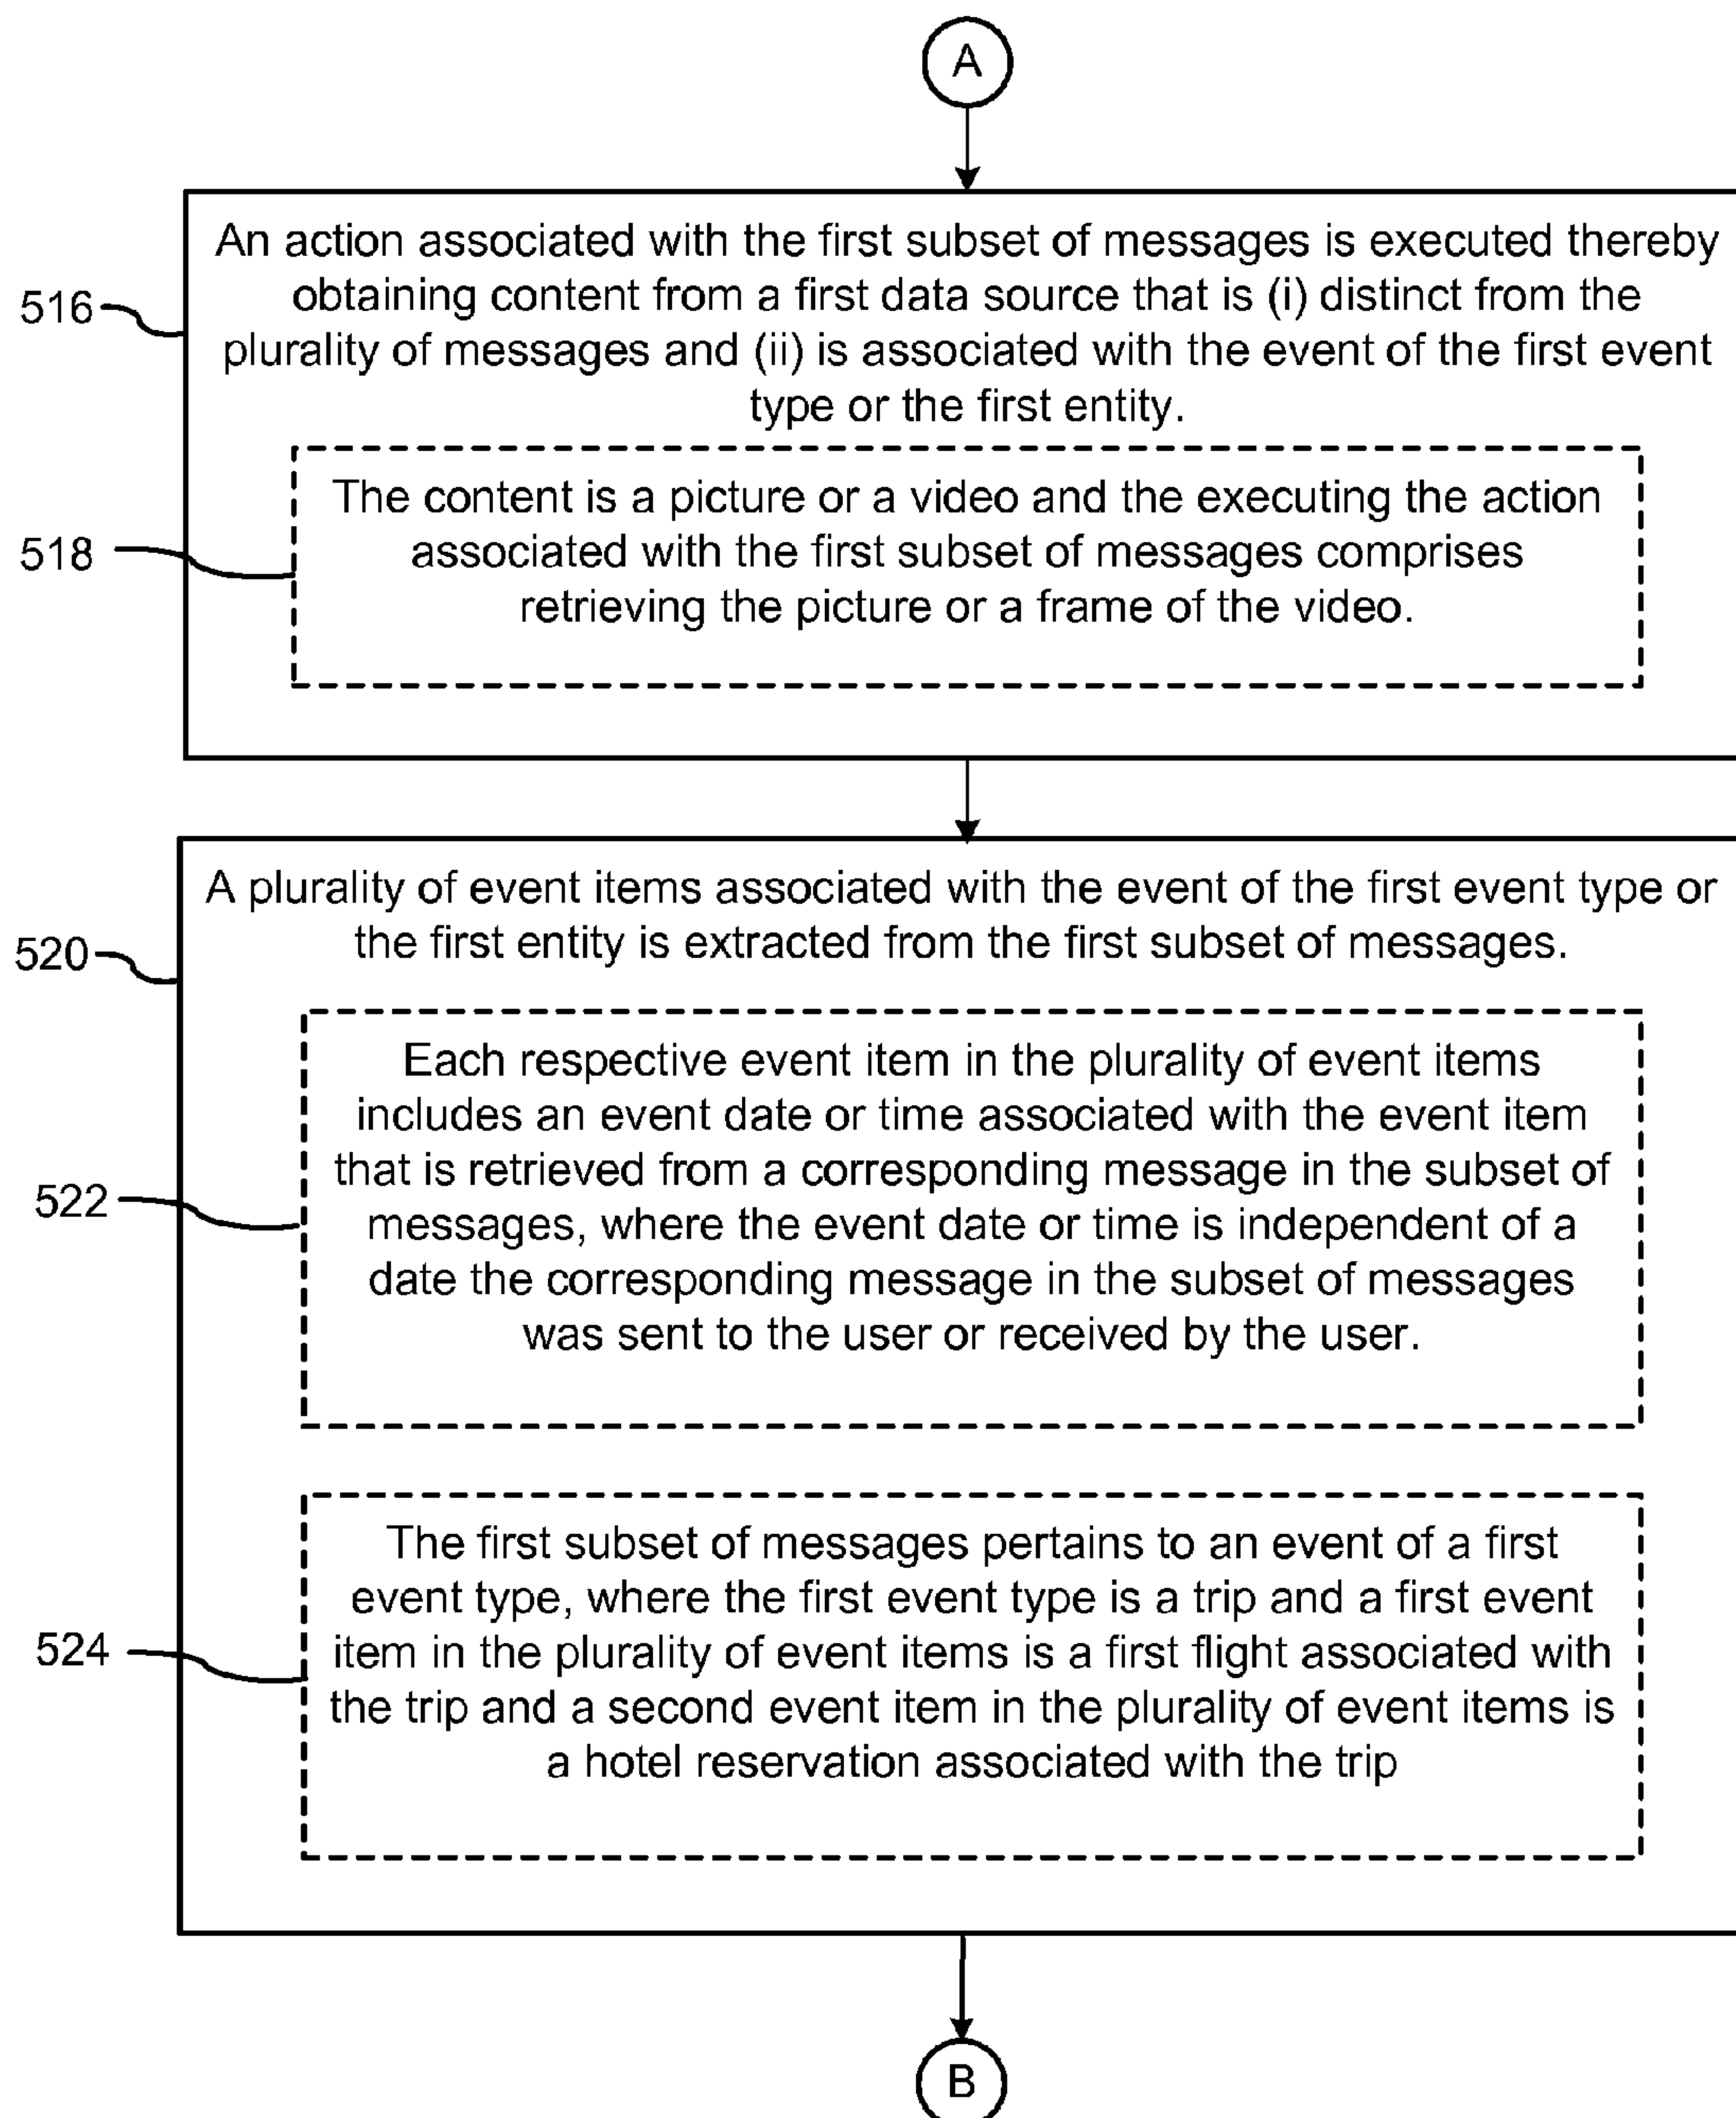 A
An action associated with the first subset of messages is executed thereby
obtaining content from a first data source that is (i) distinct from the
plurality of messages and (ii) is associated with the event of the first event
type or the first entity.
516
The content is a picture or a video and the executing the action
associated with the first subset of messages comprises
retrieving the picture or a frame of the video.
518
A plurality of event items associated with the event of the first event type or
the first entity is extracted from the first subset of messages.
520
Each respective event item in the plurality of event items
includes an event date or time associated with the event item
that is retrieved from a corresponding message in the subset of
messages, where the event date or time is independent of a
date the corresponding message in the subset of messages
was sent to the user or received by the user.
522
The first subset of messages pertains to an event of a first
event type, where the first event type is a trip and a first event
item in the plurality of event items is a first flight associated with
the trip and a second event item in the plurality of event items is
a hotel reservation associated with the trip
524
B